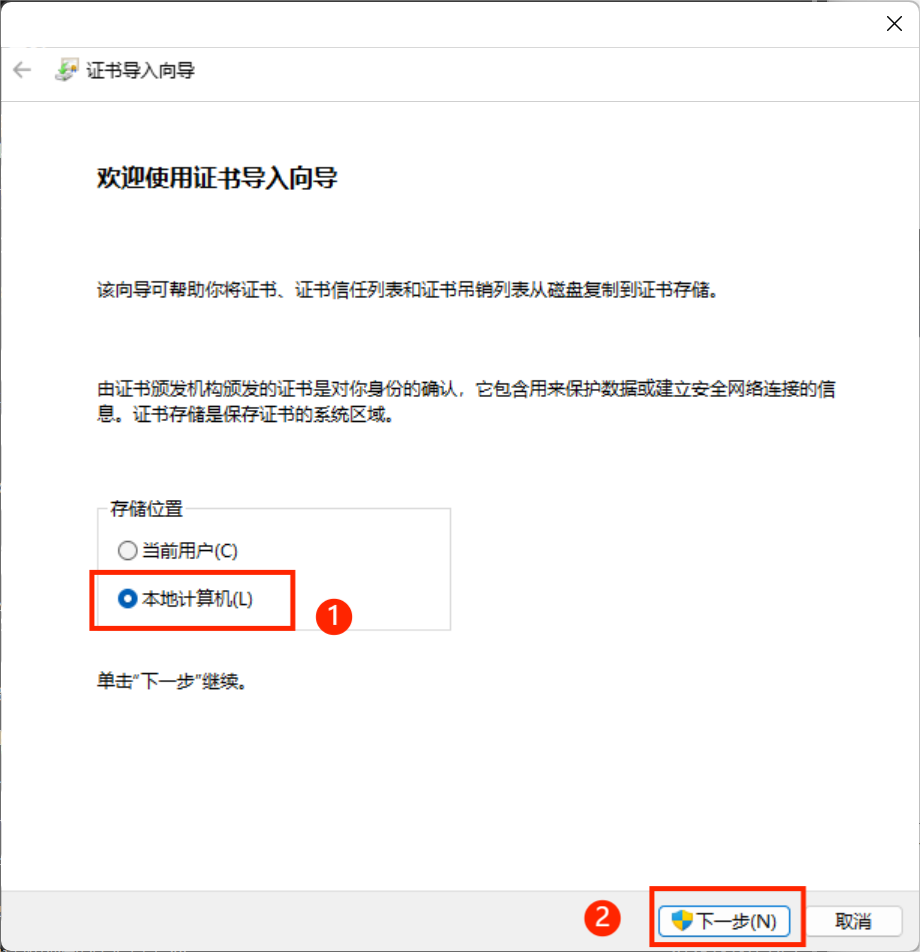 证书导入向导
欢迎使用证书导入向导
该向导可帮助你将证书、证书信任列表和证书吊销列表从磁盘复制到证书存储。
由证书颁发机构颁发的证书是对你身份的确认，它包含用来保护数据或建立安全网络连接的信
息。证书存储是保存证书的系统区域。
存储位置
当前用户(C)
本地计算机(L)
1
单击“下一步”继续。
2
下一步(N)
取消